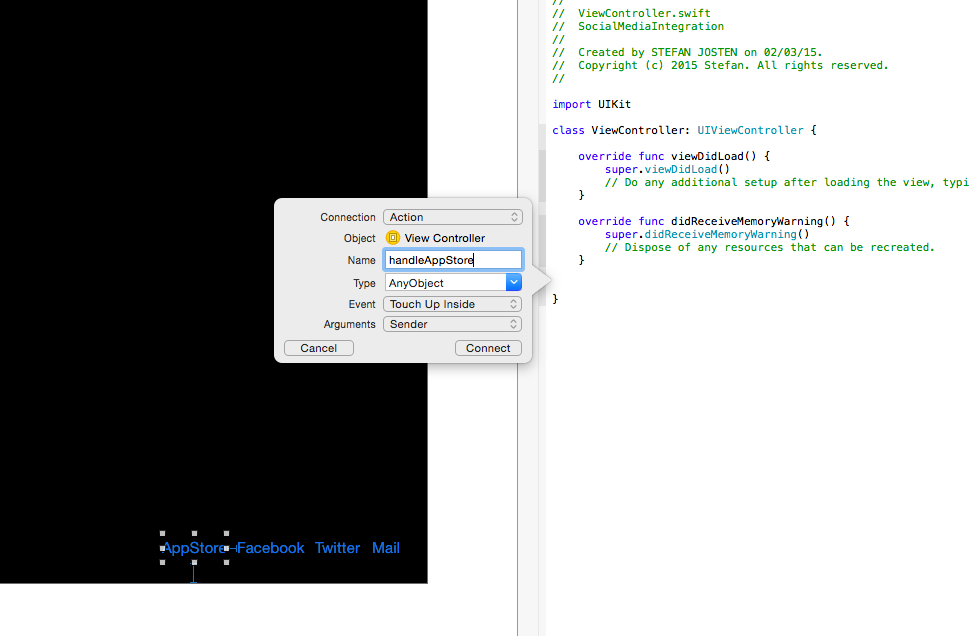 //
//  ViewController.swift
//  SocialMediaIntegration
//
//  Created by STEFAN JOSTEN on 02/03/15.
//  Copyright (c) 2015 Stefan. All rights reserved.
//
import UIKit
class ViewController: UIViewController {
override func viewDidLoad() {
super.viewDidLoad()
// Do any additional setup after loading the view, typi
}
override func didReceiveMemoryWarning() {
super.didReceiveMemoryWarning()
// Dispose of any resources that can be recreated.
}
}
Connection Action
Object View Controller
Name handleAppStore
Type AnyObject
Event Touch Up Inside
Arguments Sender
Cancel Connect
AppStore Facebook Twitter Mail